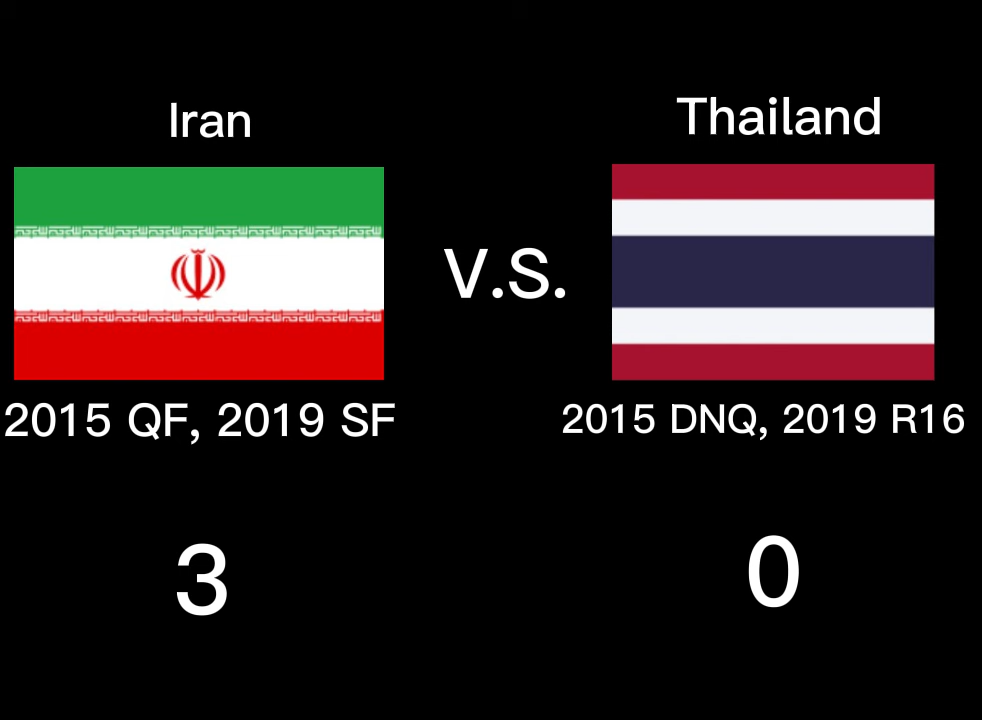 Iran
Thailand
V.S.
2015 QF, 2019 SF
2015 DNQ, 2019 R16
3
0